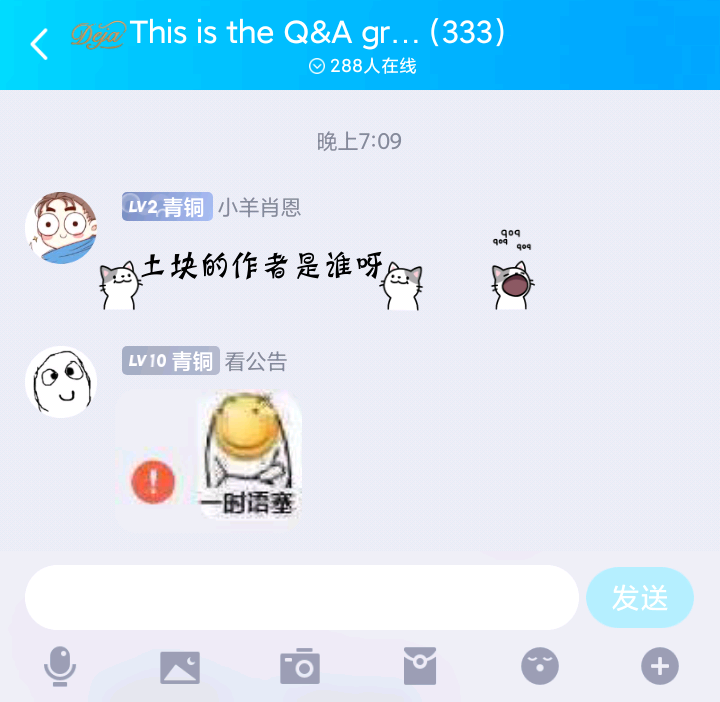 Deja This is the Q&A gr... (333)
288人在线
晚上7:09
LV2 青铜 小羊肖恩
qoq
qoq qoq
土块的作者是谁呀
LV10 青铜 看公告
!
一时语塞
发送